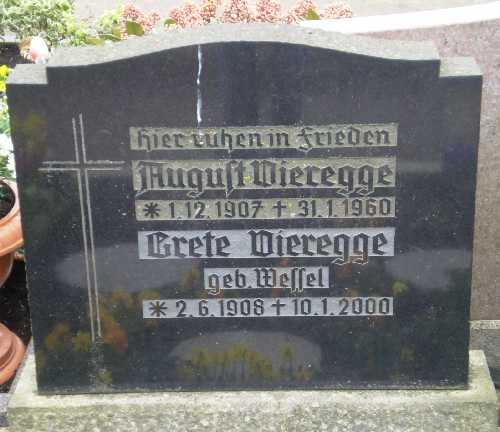 Hier ruhen in Frieden
August Vieregge
* 1.12.1907 + 31.1.1960
Grete Vieregge
geb. Wessel
* 2.6.1908 + 10.1.2000